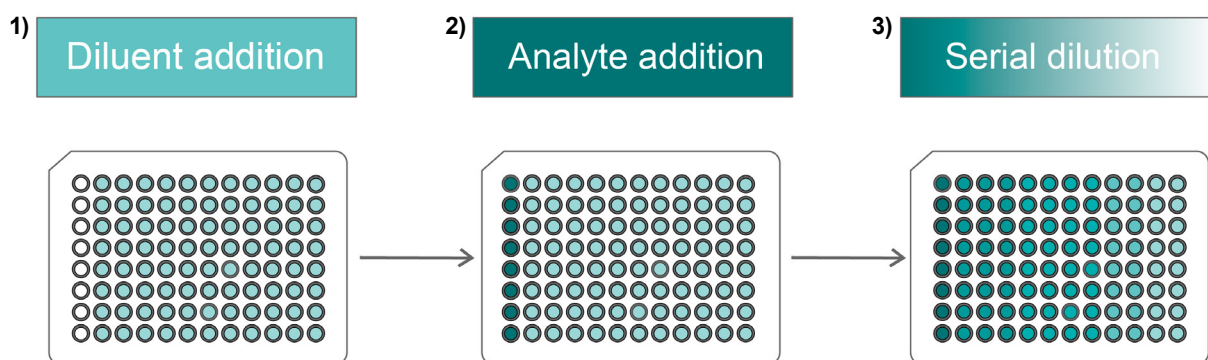 1) Diluent addition
2) Analyte addition
3) Serial dilution